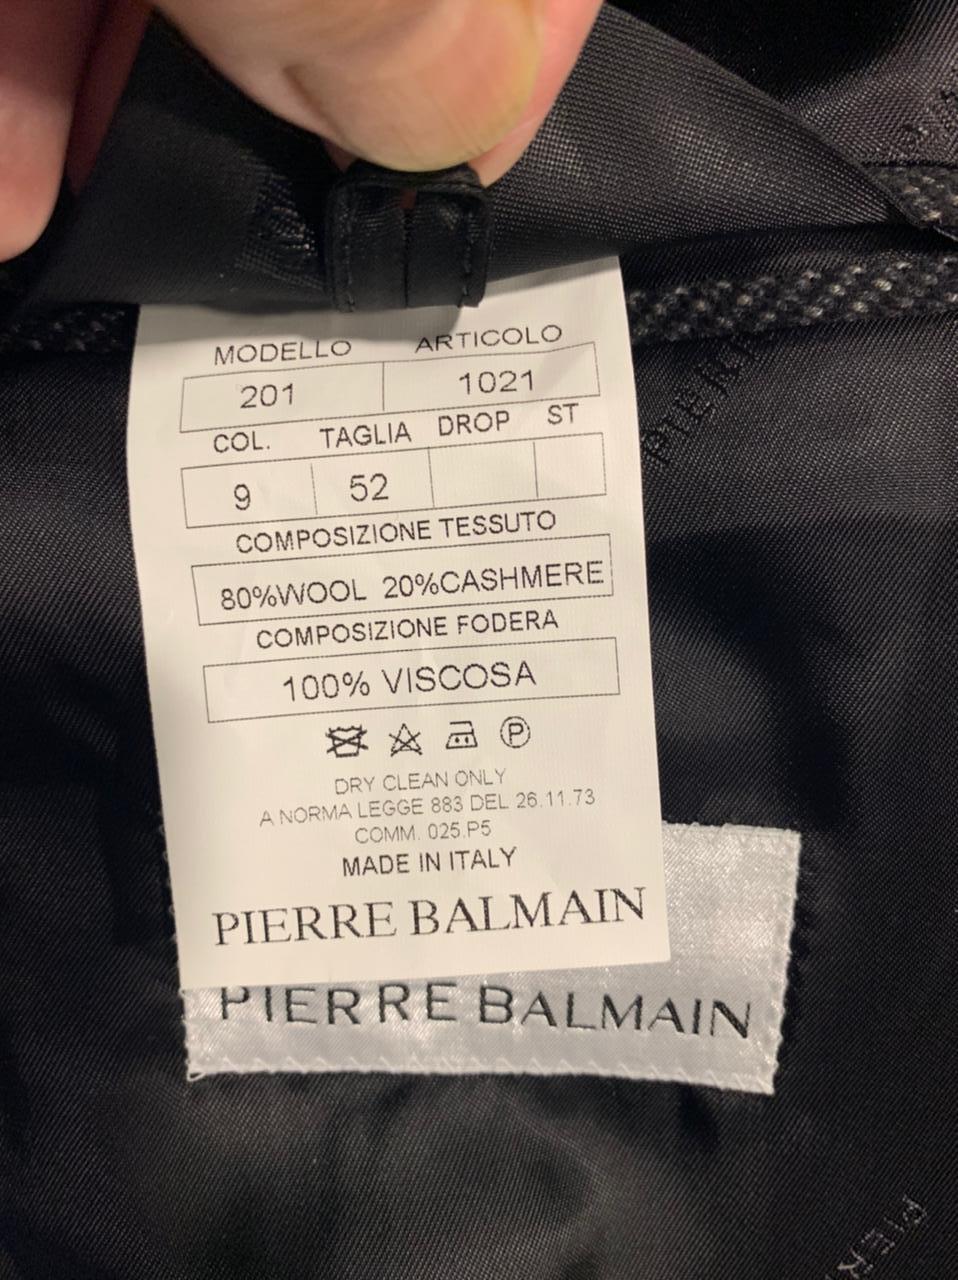 MODELLO ARTICOLO
201 1021
COL. TAGLIA DROP ST
9 52
COMPOSIZIONE TESSUTO
80%WOOL 20%CASHMERE
COMPOSIZIONE FODERA
100% VISCOSA
P
DRY CLEAN ONLY
A NORMA LEGGE 883 DEL 26.11.73
COMM. 025.P5
MADE IN ITALY
PIERRE BALMAIN
PIERRE BALMAIN
PIERR
PIER